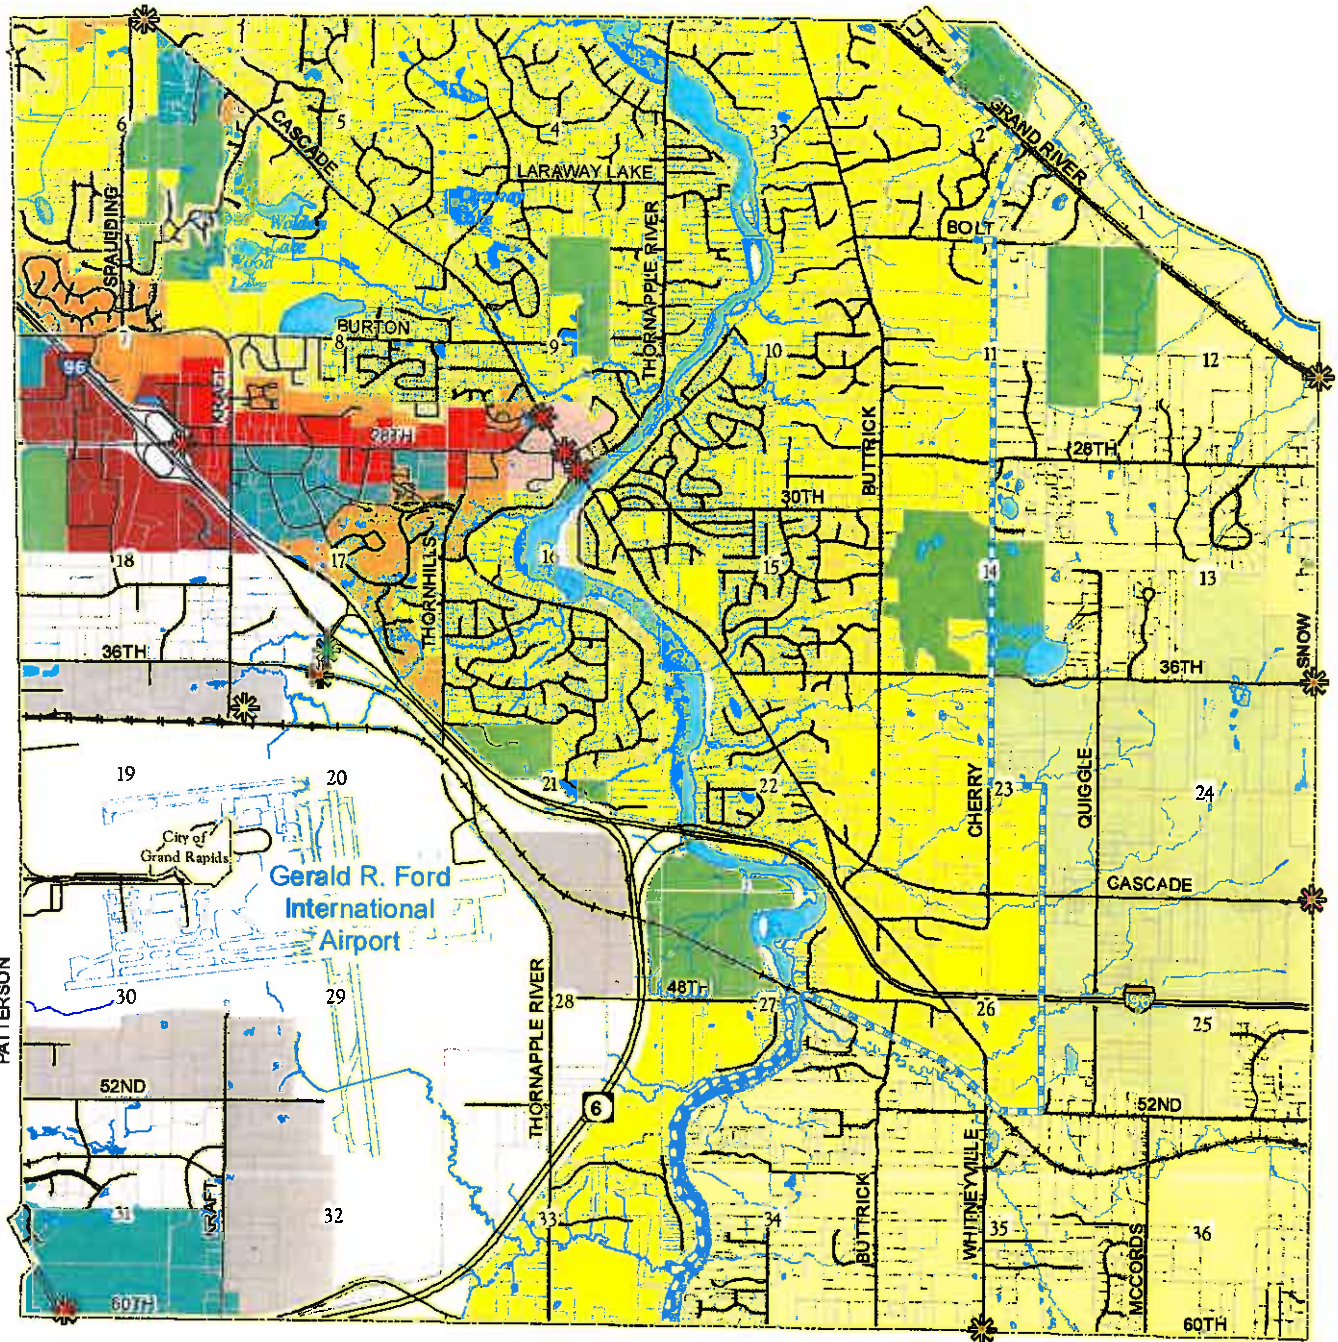 6
5
4
3
2
1
CASCADE
GRAND RIVER
LARAWAY LAKE
SPAULDING
THORNAPPLE RIVER
BOLT
BURTON
7
8
9
10
11
12
96
KRAFT
28TH
BUTTRICK
28TH
30TH
18
17
16
15
14
13
THORNHILLS
36TH
36TH
SNOW
19
20
21
22
23
24
CHERRY
QUIGGLE
City of
Grand Rapids
Gerald R. Ford
International
Airport
CASCADE
PATTERSON
30
29
28
48TH
27
26
96
25
THORNAPPLE RIVER
52ND
6
52ND
WHITNEYVILLE
BUTTRICK
KRAFT
31
32
33
34
35
36
MCCORDS
60TH
60TH